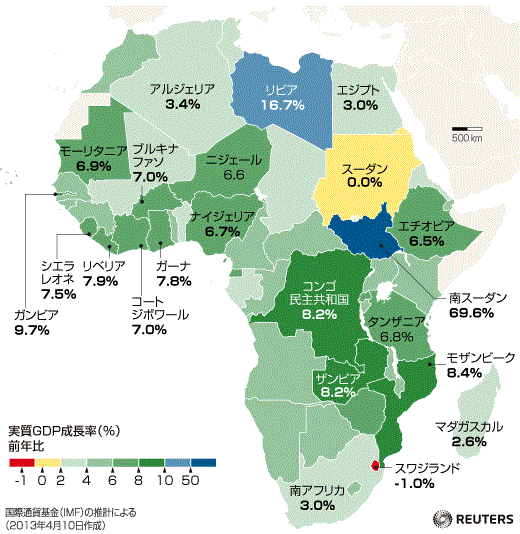 アルジェリア
3.4%
リビア
16.7%
エジプト
3.0%
500 km
モーリタニア
6.9%
ブルキナ
ファソ
7.0%
ニジェール
6.6
スーダン
0.0%
ナイジェリア
6.7%
エチオピア
6.5%
シエラ
レオネ
7.5%
リベリア
7.9%
ガーナ
7.8%
コート
ジボワール
7.0%
ガンビア
9.7%
コンゴ
民主共和国
8.2%
南スーダン
69.6%
タンザニア
6.8%
モザンビーク
8.4%
ザンビア
8.2%
マダガスカル
2.6%
スワジランド
-1.0%
南アフリカ
3.0%
実質GDP成長率(%)
前年比
-1 0 2 4 6 8 10 50
国際通貨基金(IMF)の推計による
(2013年4月10日作成)
REUTERS